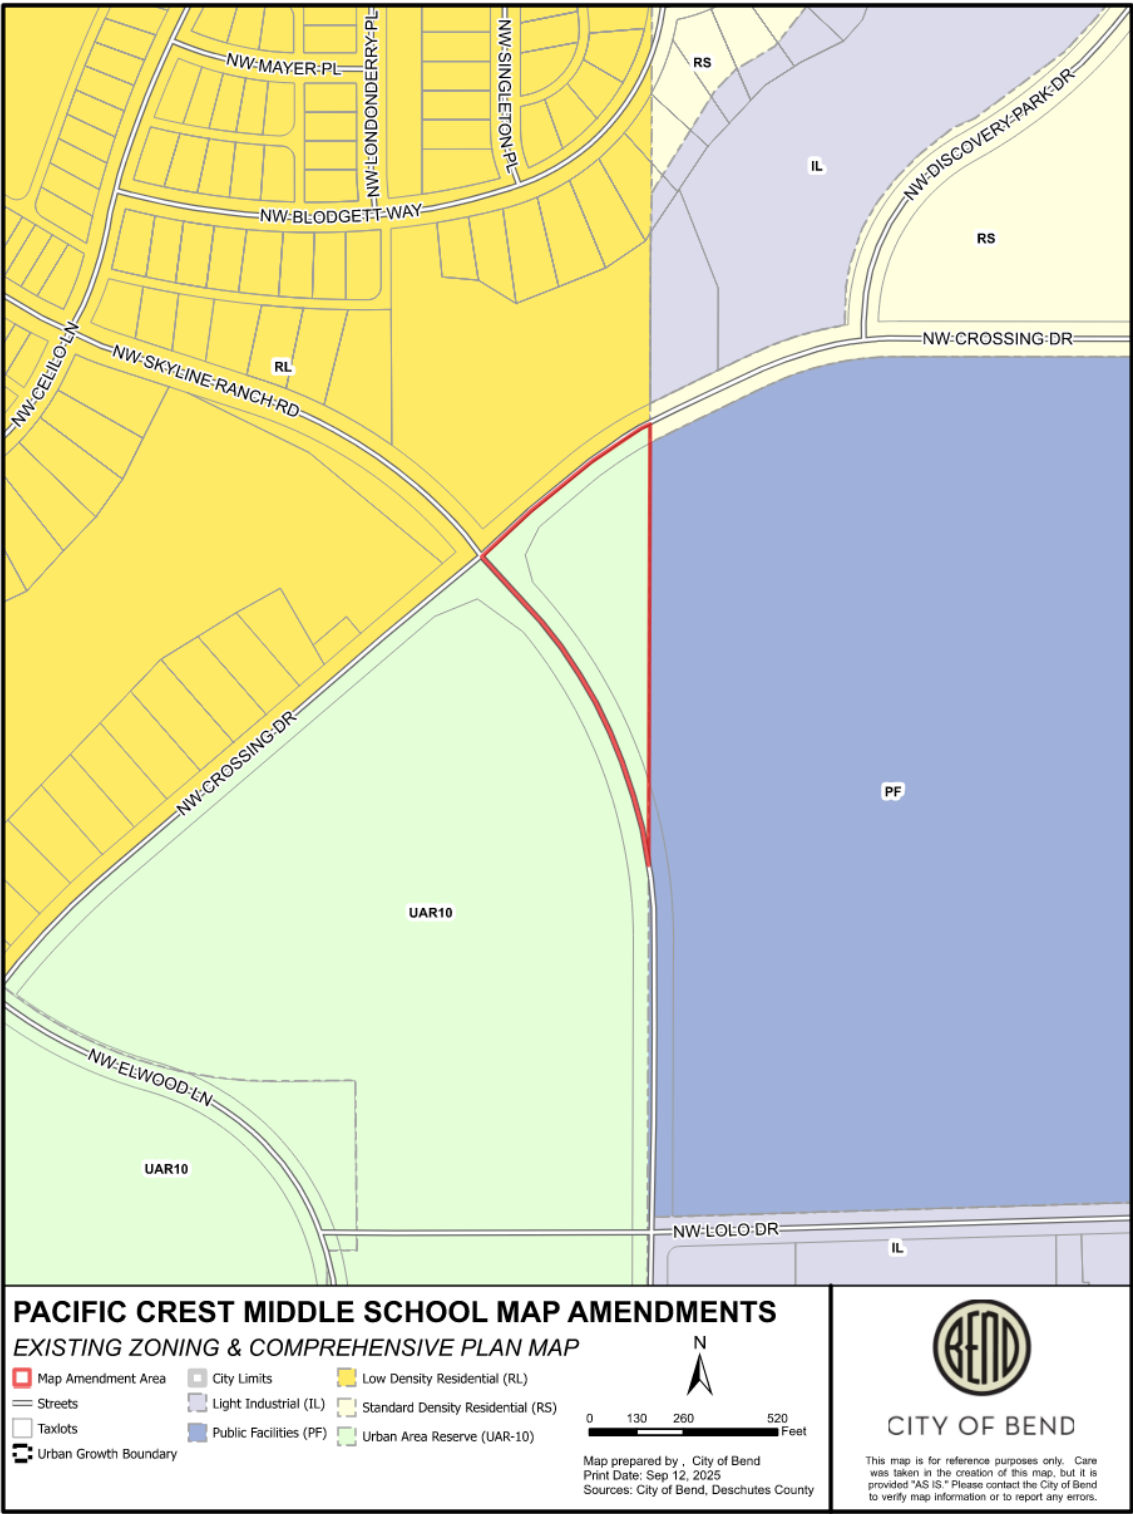 NW MAYER PL
NW LONDONDERRY PL
NW SINGLETON PL
RS
IL
NW DISCOVERY PARK DR
NW BLODGETT WAY
RS
NW CROSSING DR
NW CELILO LN
NW SKYLINE RANCH RD
RL
NW CROSSING DR
PF
UAR10
NW ELWOOD LN
UAR10
NW LOLO DR
IL
PACIFIC CREST MIDDLE SCHOOL MAP AMENDMENTS
EXISTING ZONING & COMPREHENSIVE PLAN MAP
Map Amendment Area
Streets
Taxlots
Urban Growth Boundary
City Limits
Light Industrial (IL)
Public Facilities (PF)
Low Density Residential (RL)
Standard Density Residential (RS)
Urban Area Reserve (UAR-10)
N
0 130 260 520
Feet
Map prepared by , City of Bend
Print Date: Sep 12, 2025
Sources: City of Bend, Deschutes County
BEND
CITY OF BEND
This map is for reference purposes only. Care
was taken in the creation of this map, but it is
provided "AS IS." Please contact the City of Bend
to verify map information or to report any errors.